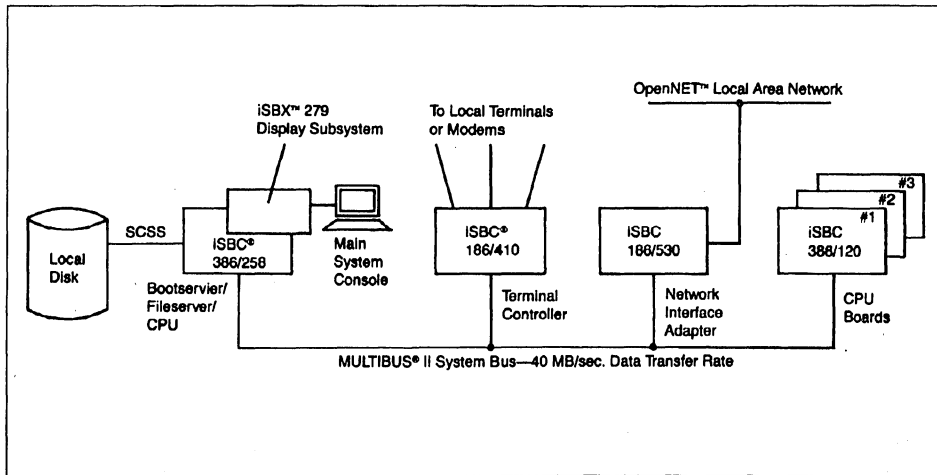 iSBX™ 279
Display Subsystem
To Local Terminals
or Modems
OpenNET™ Local Area Network
Local
Disk
SCSS
iSBC®
386/258
Bootservier/
Fileserver/
CPU
Main
System
Console
iSBC®
186/410
Terminal
Controller
iSBC
186/530
Network
Interface
Adapter
#3
#2
#1
iSBC
386/120
CPU
Boards
MULTIBUS® II System Bus—40 MB/sec. Data Transfer Rate